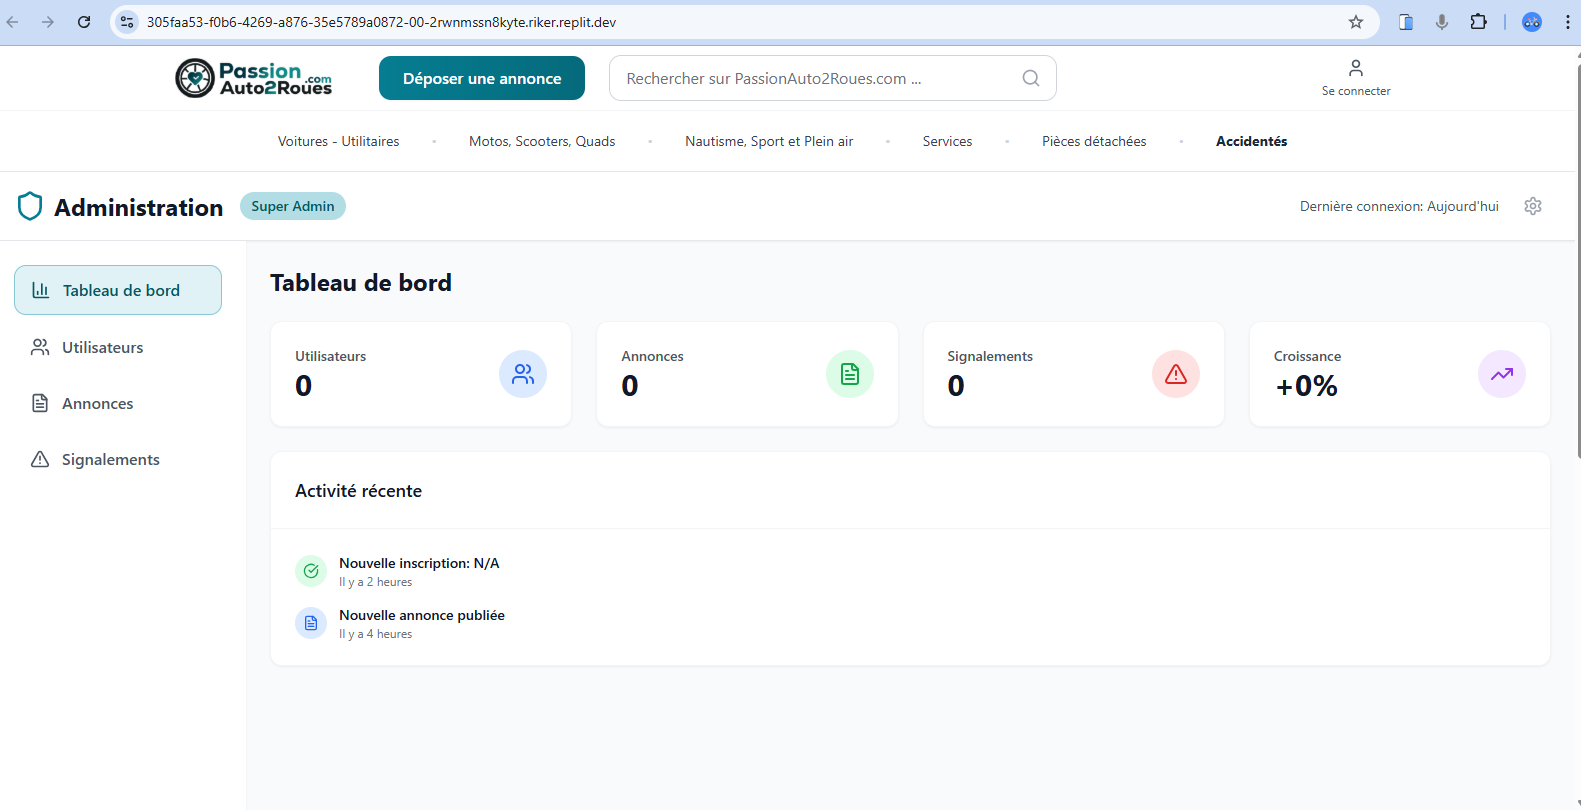 305faa53-f0b6-4269-a876-35e5789a0872-00-2rwnmssn8kyte.riker.replit.dev
Passion
Auto2Roues
.com
Déposer une annonce
Rechercher sur PassionAuto2Roues.com ...
Se connecter
Voitures - Utilitaires
Motos, Scooters, Quads
Nautisme, Sport et Plein air
Services
Pièces détachées
Accidentés
Administration
Super Admin
Dernière connexion: Aujourd'hui
Tableau de bord
Utilisateurs
Annonces
Signalements
Tableau de bord
Utilisateurs
0
Annonces
0
Signalements
0
Croissance
+0%
Activité récente
Nouvelle inscription: N/A
Il y a 2 heures
Nouvelle annonce publiée
Il y a 4 heures